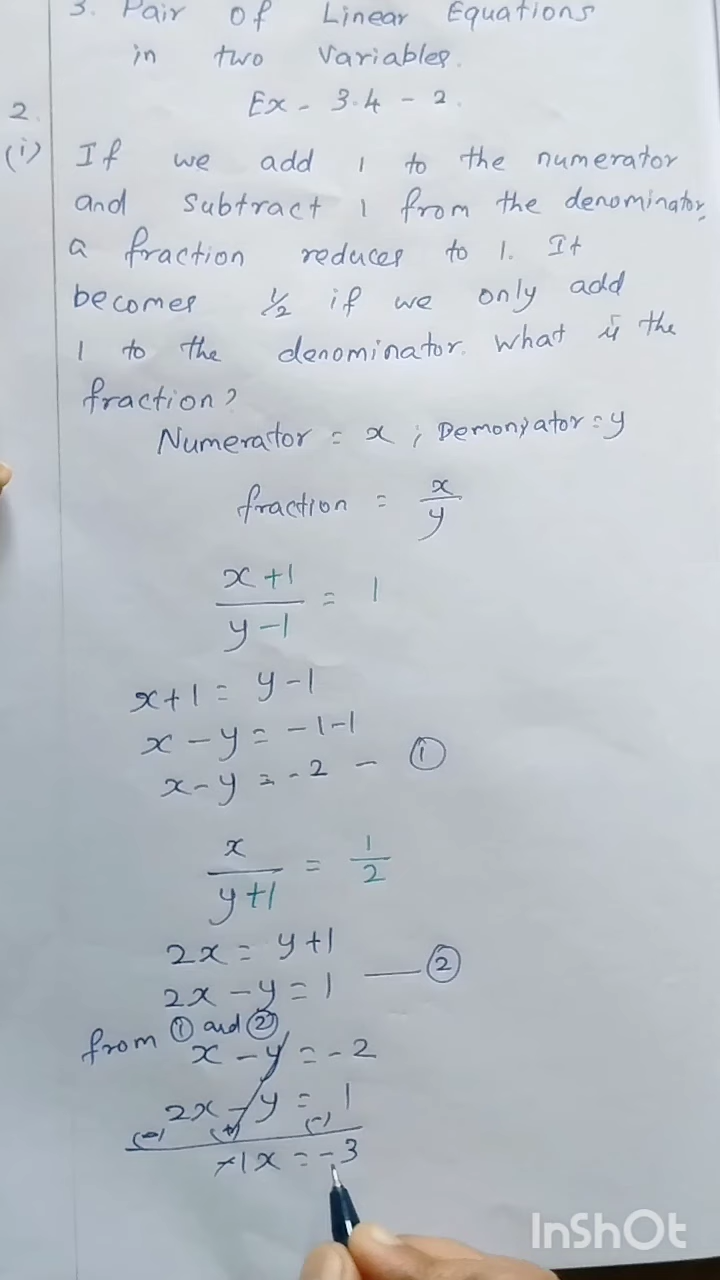 3. Pair of Linear Equations
in two Variables.
Ex - 3.4 - 2.
2.
(i) If we add 1 to the numerator
and subtract 1 from the denominator,
a fraction reduces to 1. It
becomes 1/2 if we only add
1 to the denominator. What is the
fraction?
Numerator = x ; Demoniator = y
fraction = x/y
x+1/y-1 = 1
x+1 = y-1
x-y = -1-1
x-y = -2 - ①
x/y+1 = 1/2
2x = y+1
2x-y = 1 — ②
from ① and ②
x-y = -2
2x-y = 1
(-) (+) (-)
-1x = -3
InShOt